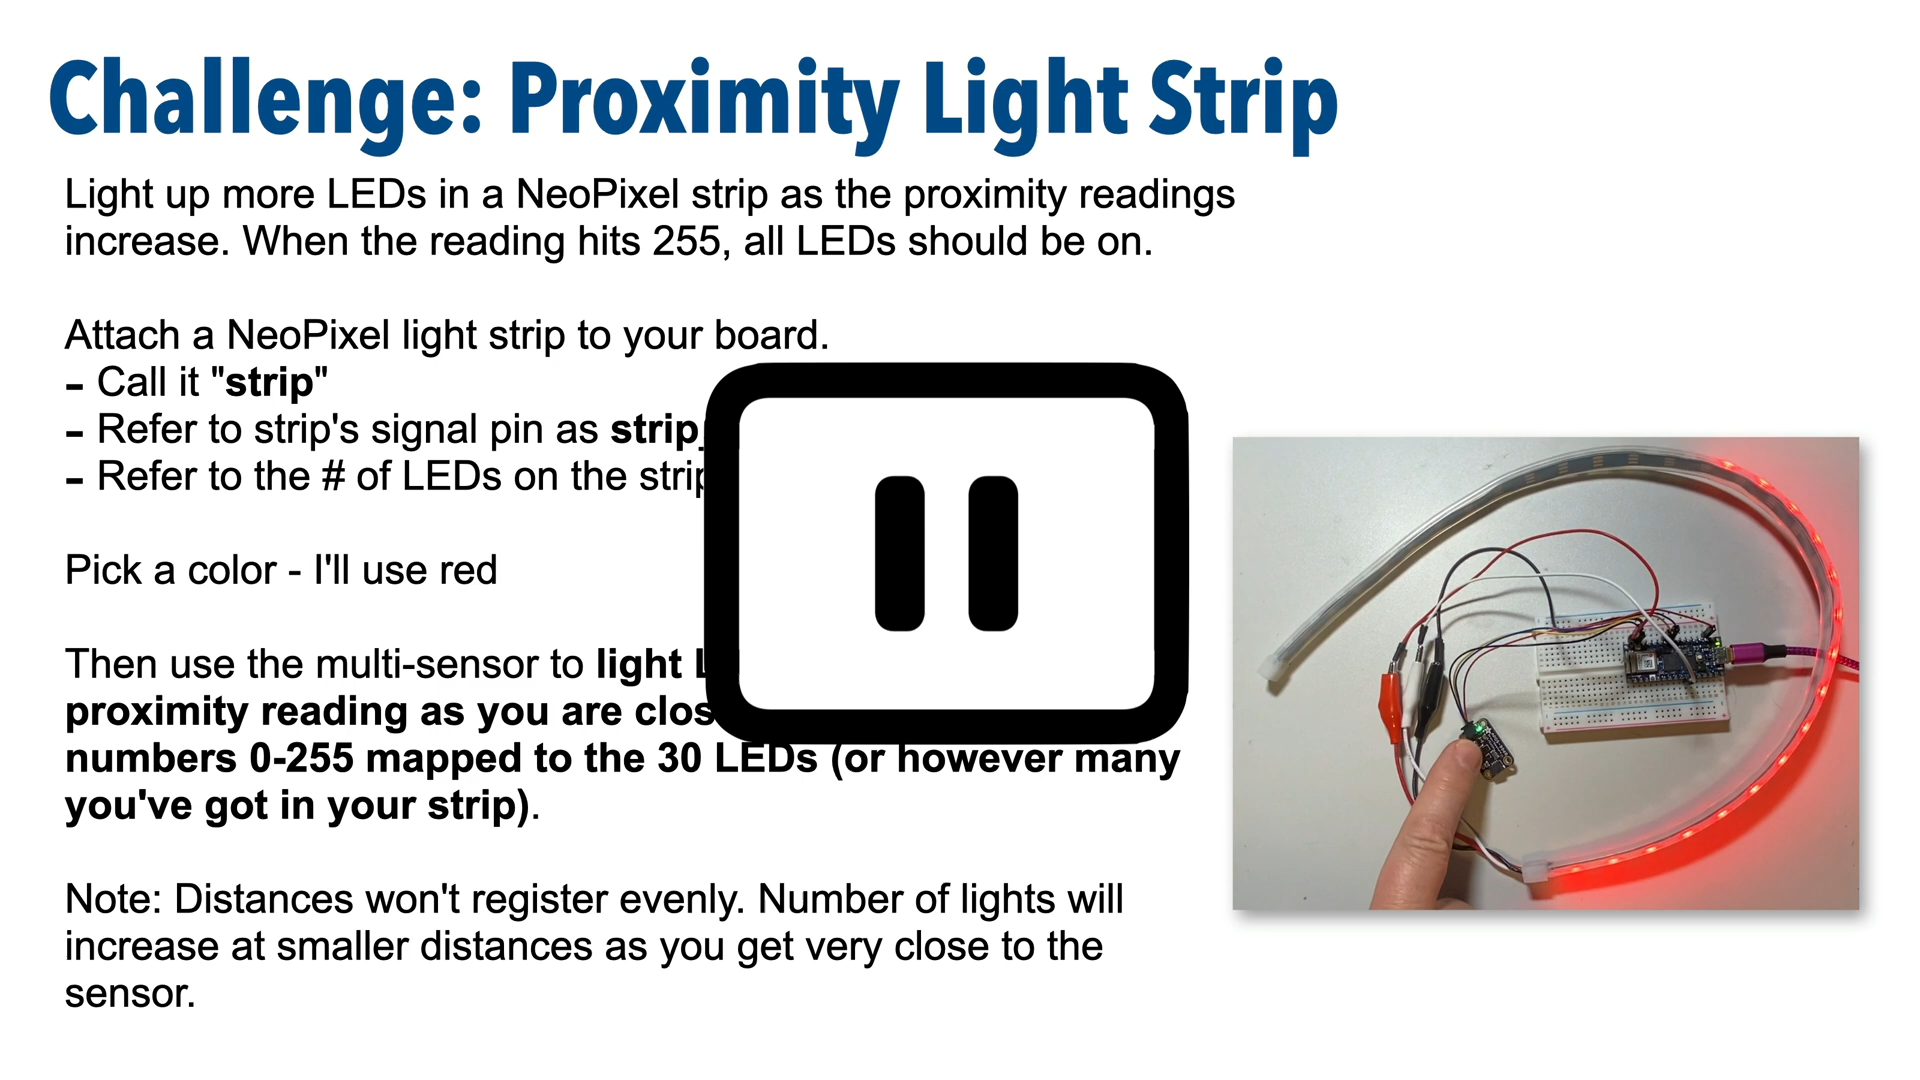 Challenge: Proximity Light Strip
Light up more LEDs in a NeoPixel strip as the proximity readings
increase. When the reading hits 255, all LEDs should be on.
Attach a NeoPixel light strip to your board.
- Call it "strip"
- Refer to strip's signal pin as
- Refer to the # of LEDs on the
Pick a color - I'll use red
Then use the multi-sensor to light
proximity reading as you are
numbers 0-255 mapped to the 30 LEDs (or however many
you've got in your strip).
Note: Distances won't register evenly. Number of lights will
increase at smaller distances as you get very close to the
sensor.